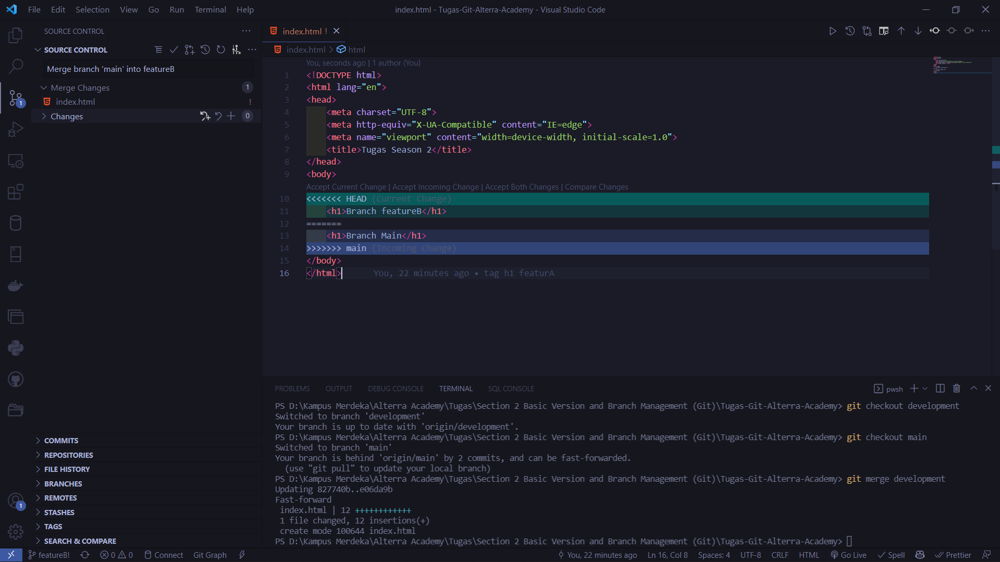 File Edit Selection View Go Run Terminal Help
index.html - Tugas-Git-Alterra-Academy - Visual Studio Code
SOURCE CONTROL
SOURCE CONTROL
Merge branch 'main' into featureB
Merge Changes 1
index.html !
Changes 0
1
1
COMMITS
REPOSITORIES
FILE HISTORY
BRANCHES
REMOTES
STASHES
TAGS
SEARCH & COMPARE
index.html !
index.html > html
You, seconds ago | 1 author (You)
1 <!DOCTYPE html>
2 <html lang="en">
3 <head>
4 <meta charset="UTF-8">
5 <meta http-equiv="X-UA-Compatible" content="IE=edge">
6 <meta name="viewport" content="width=device-width, initial-scale=1.0">
7 <title>Tugas Season 2</title>
8 </head>
9 <body>
Accept Current Change | Accept Incoming Change | Accept Both Changes | Compare Changes
10 <<<<<<< HEAD (Current Change)
11 <h1>Branch featureB</h1>
12 =======
13 <h1>Branch Main</h1>
14 >>>>>>> main (Incoming Change)
15 </body>
16 </html> You, 22 minutes ago • tag h1 featurA
PROBLEMS OUTPUT DEBUG CONSOLE TERMINAL SQL CONSOLE
pwsh
PS D:\Kampus Merdeka\Alterra Academy\Tugas\Section 2 Basic Version and Branch Management (Git)\Tugas-Git-Alterra-Academy> git checkout development
Switched to branch 'development'
Your branch is up to date with 'origin/development'.
PS D:\Kampus Merdeka\Alterra Academy\Tugas\Section 2 Basic Version and Branch Management (Git)\Tugas-Git-Alterra-Academy> git checkout main
Switched to branch 'main'
Your branch is behind 'origin/main' by 2 commits, and can be fast-forwarded.
(use "git pull" to update your local branch)
PS D:\Kampus Merdeka\Alterra Academy\Tugas\Section 2 Basic Version and Branch Management (Git)\Tugas-Git-Alterra-Academy> git merge development
Updating 827740b..e06da9b
Fast-forward
index.html | 12 ++++++++++++
1 file changed, 12 insertions(+)
create mode 100644 index.html
PS D:\Kampus Merdeka\Alterra Academy\Tugas\Section 2 Basic Version and Branch Management (Git)\Tugas-Git-Alterra-Academy>
featureB! 0 0 Connect Git Graph
You, 22 minutes ago Ln 16, Col 8 Spaces: 4 UTF-8 CRLF HTML Go Live Spell Prettier